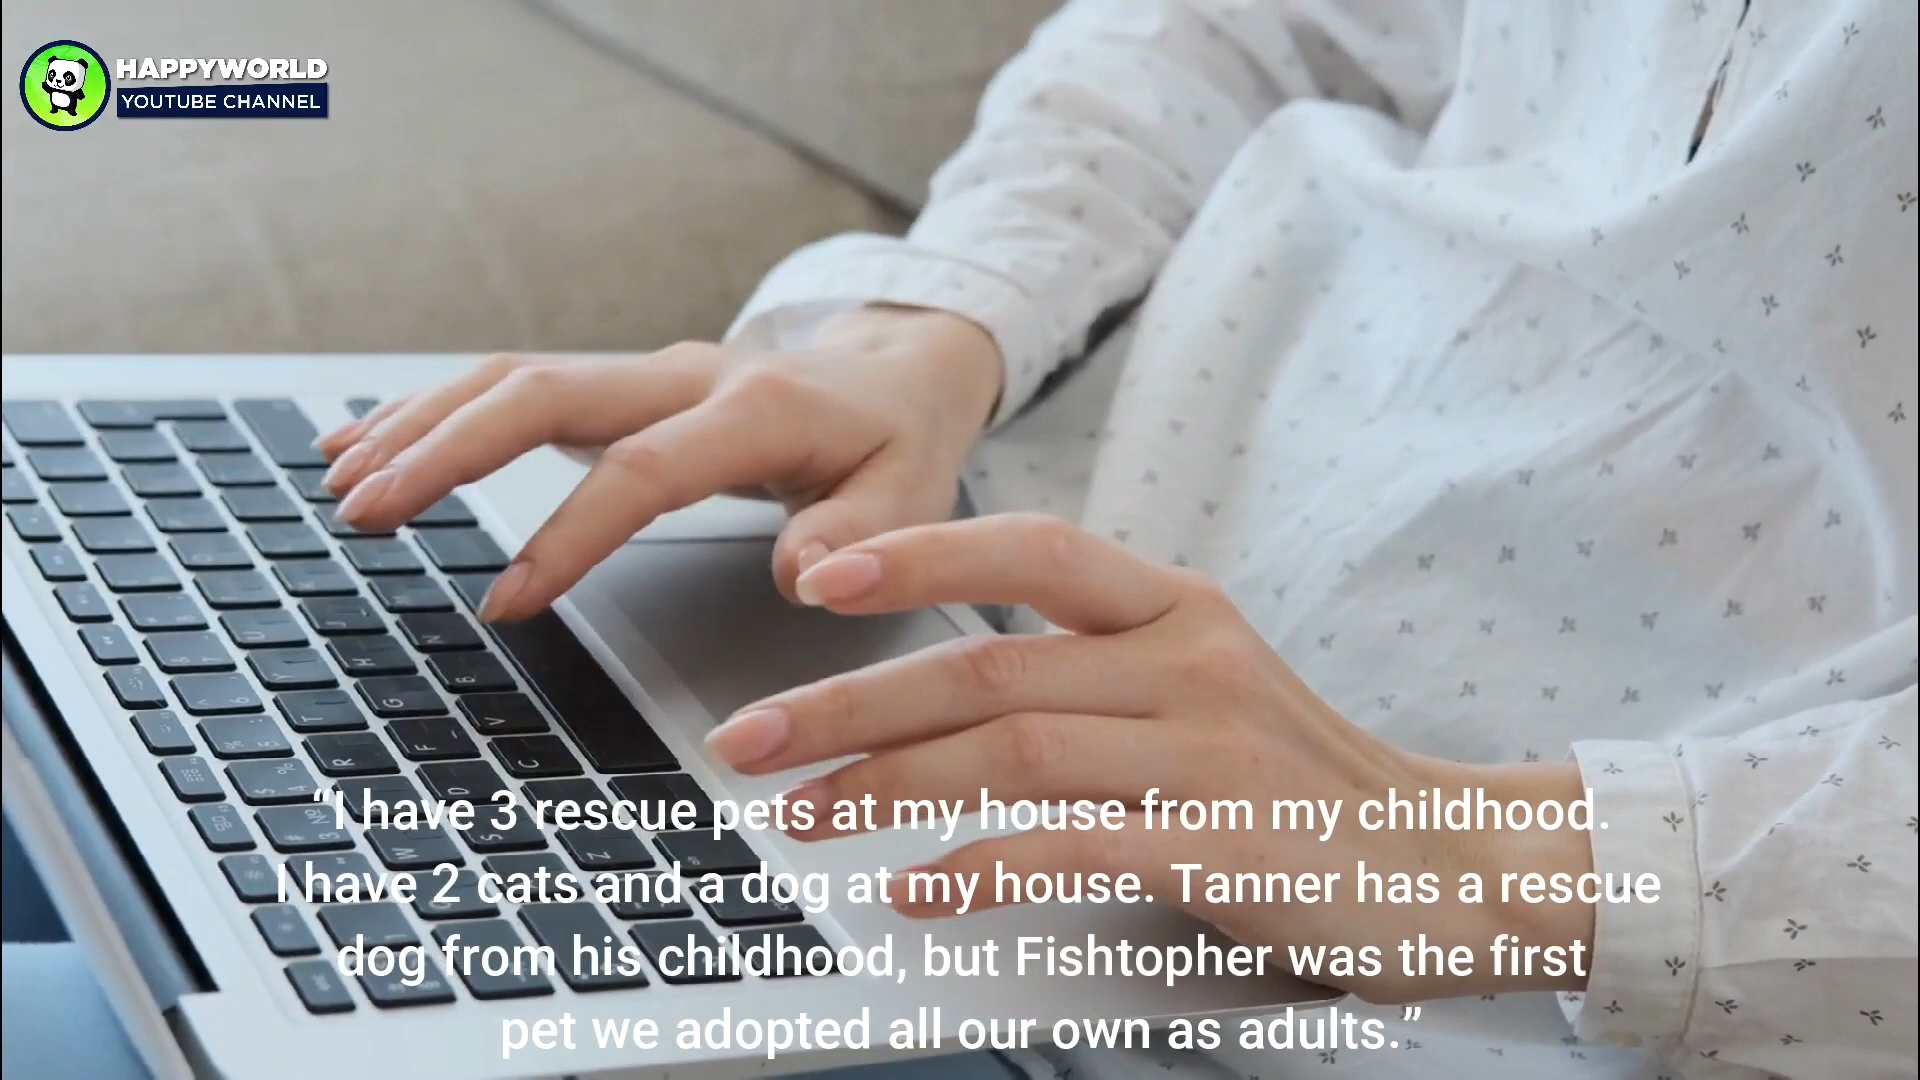 HAPPYWORLD
YOUTUBE CHANNEL
“I have 3 rescue pets at my house from my childhood.
I have 2 cats and a dog at my house. Tanner has a rescue
dog from his childhood, but Fishtopher was the first
pet we adopted all our own as adults.”